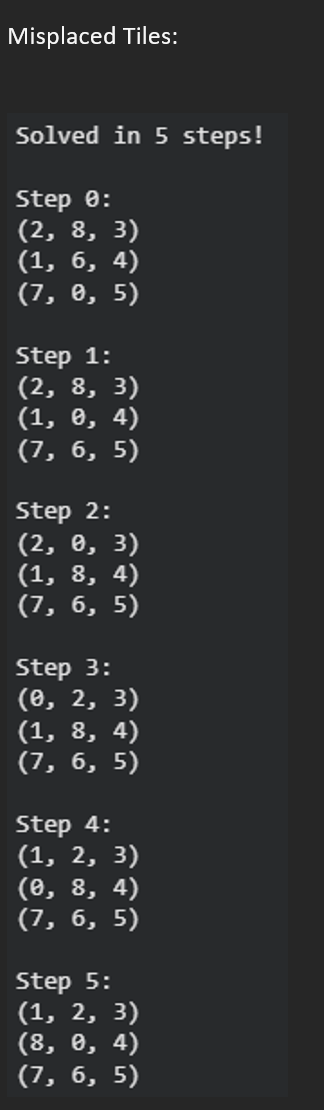 Misplaced Tiles:
Solved in 5 steps!
Step 0:
(2, 8, 3)
(1, 6, 4)
(7, 0, 5)
Step 1:
(2, 8, 3)
(1, 0, 4)
(7, 6, 5)
Step 2:
(2, 0, 3)
(1, 8, 4)
(7, 6, 5)
Step 3:
(0, 2, 3)
(1, 8, 4)
(7, 6, 5)
Step 4:
(1, 2, 3)
(0, 8, 4)
(7, 6, 5)
Step 5:
(1, 2, 3)
(8, 0, 4)
(7, 6, 5)